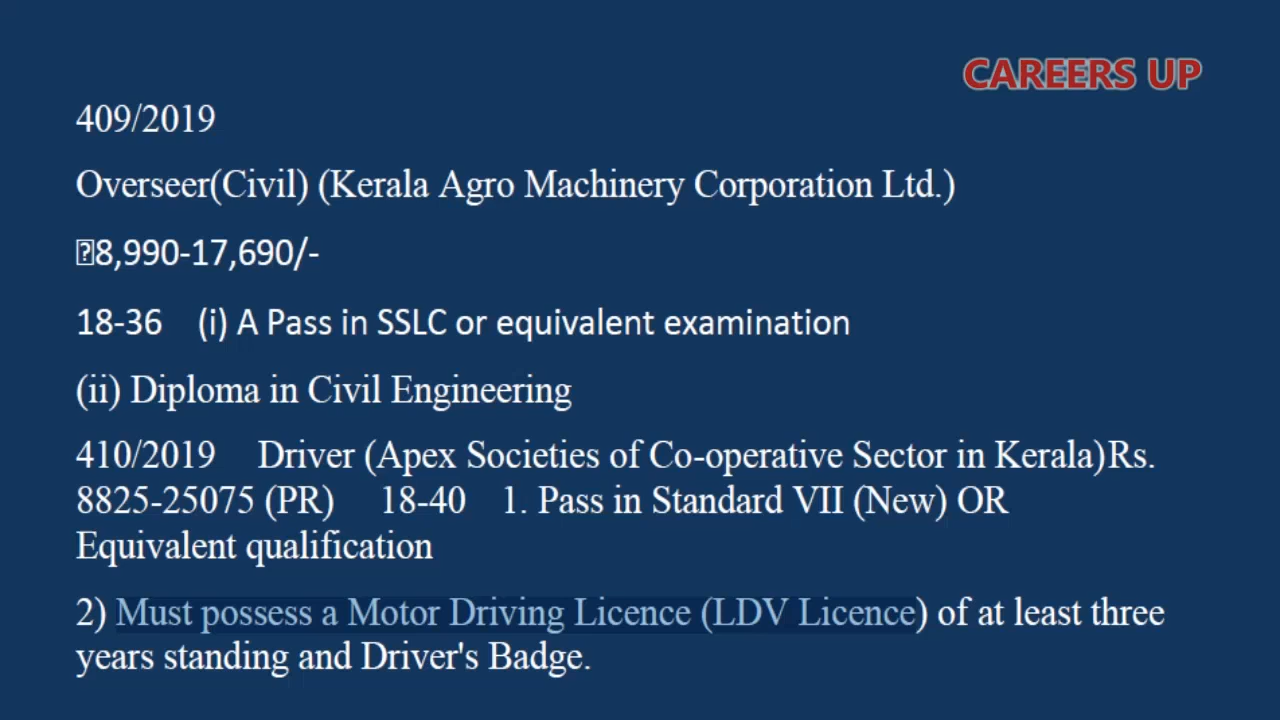 CAREERS UP
409/2019
Overseer(Civil) (Kerala Agro Machinery Corporation Ltd.)
8,990-17,690/-
18-36 (i) A Pass in SSLC or equivalent examination
(ii) Diploma in Civil Engineering
410/2019 Driver (Apex Societies of Co-operative Sector in Kerala)Rs.
8825-25075 (PR) 18-40 1. Pass in Standard VII (New) OR
Equivalent qualification
2) Must possess a Motor Driving Licence (LDV Licence) of at least three
years standing and Driver's Badge.